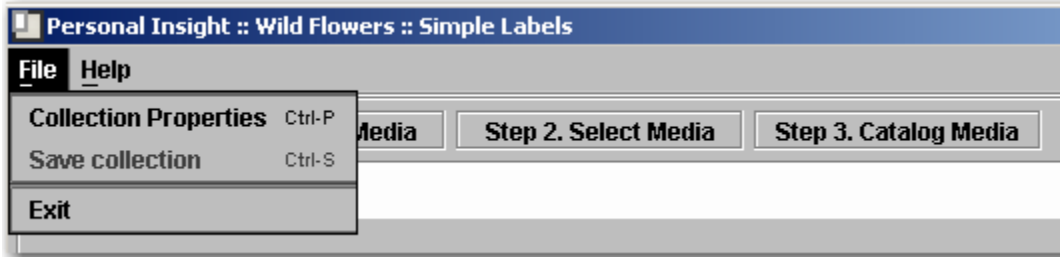 Personal Insight :: Wild Flowers :: Simple Labels
File Help
Collection Properties Ctrl-P
Media Step 2. Select Media Step 3. Catalog Media
Save collection Ctrl-S
Exit